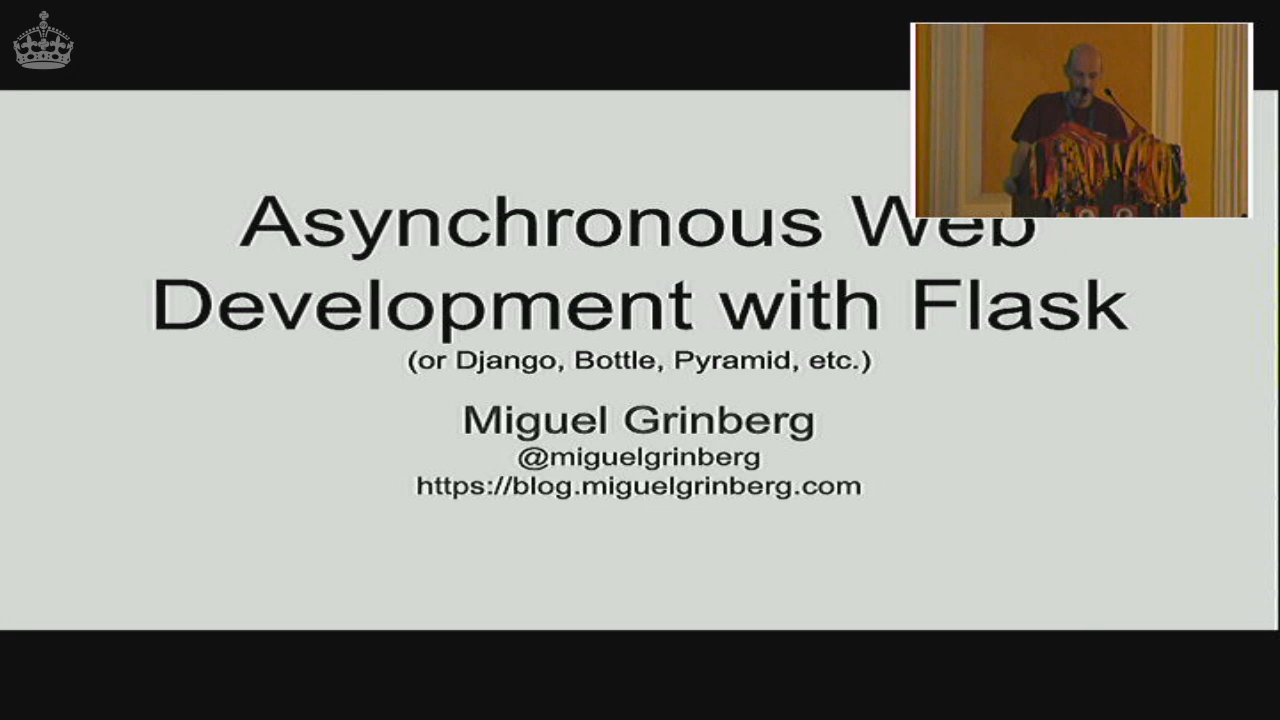 Asynchronous Web
Development with Flask
(or Django, Bottle, Pyramid, etc.)
Miguel Grinberg
@miguelgrinberg
https://blog.miguelgrinberg.com